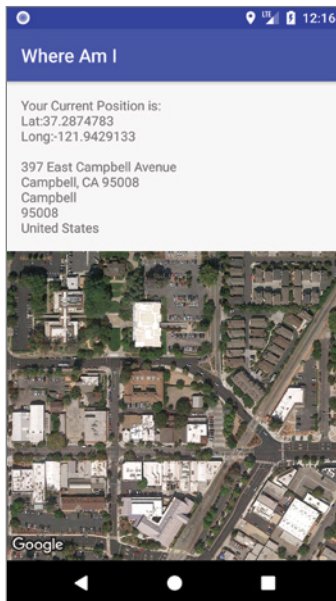 LTE 12:16
Where Am I
Your Current Position is:
Lat:37.2874783
Long:-121.9429133
397 East Campbell Avenue
Campbell, CA 95008
Campbell
95008
United States
Google